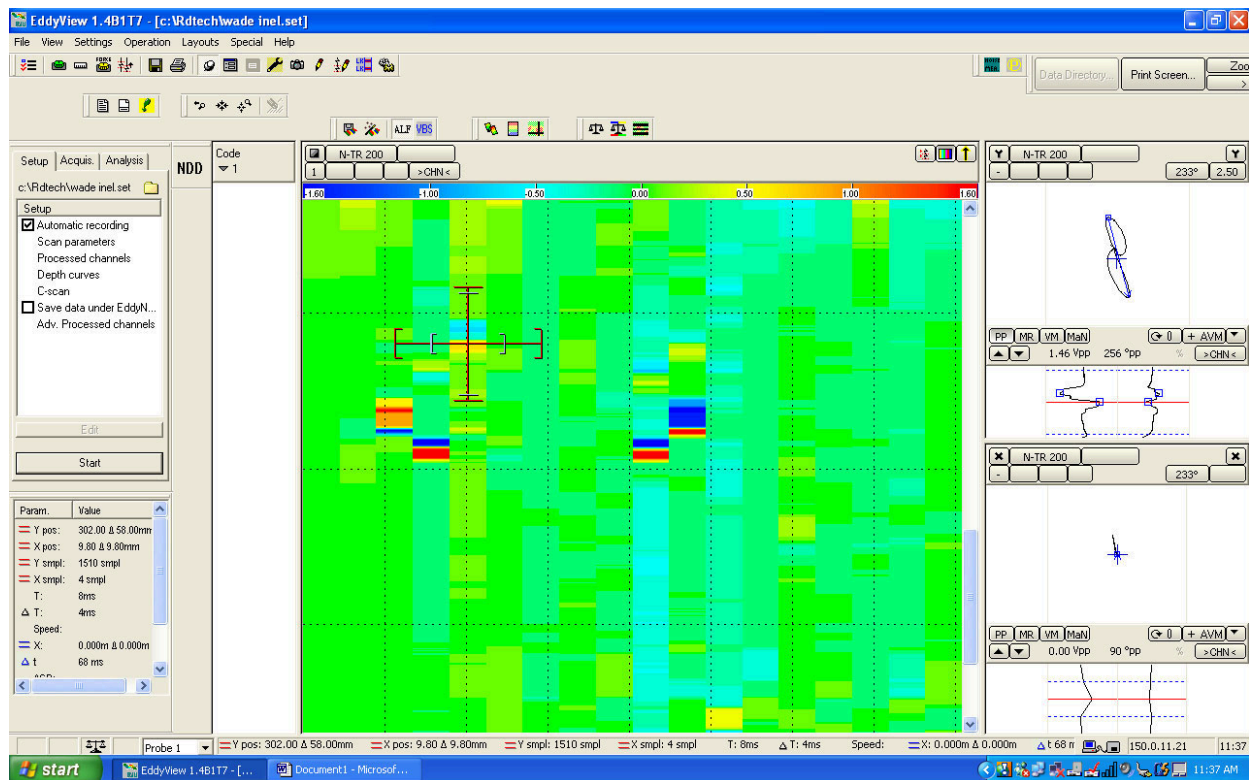 EddyView 1.4B1T7 - [c:\Rdtech\wade inel.set]
File View Settings Operation Layouts Special Help
Data Directory... Print Screen... Zoo
>
ALF VBS
Setup Acquis. Analysis
NDD
Code
1
c:\Rdtech\wade inel.set
Setup
Automatic recording
Scan parameters
Processed channels
Depth curves
C-scan
Save data under EddyN...
Adv. Processed channels
Edit
Start
Param. Value
Y pos: 302.00 Δ 58.00mm
X pos: 9.80 Δ 9.80mm
Y smpl: 1510 smpl
X smpl: 4 smpl
T: 8ms
Δ T: 4ms
Speed:
X: 0.000m Δ 0.000m
Δ t 68 ms
N-TR 200
1 >CHN<
-1.60 -1.00 -0.50 0.00 0.50 1.00 1.60
Y N-TR 200 Y
- 233° 2.50
PP MR VM MaN 0 + AVM
1.46 Vpp 256 °pp % >CHN<
X N-TR 200 X
- 233°
PP MR VM MaN 0 + AVM
0.00 Vpp 90 °pp % >CHN<
Probe 1 Y pos: 302.00 Δ 58.00mm X pos: 9.80 Δ 9.80mm Y smpl: 1510 smpl X smpl: 4 smpl T: 8ms Δ T: 4ms Speed: X: 0.000m Δ 0.000m Δ t 68 150.0.11.21 11:37
start EddyView 1.4B1T7 - [... Document1 - Microsof... 11:37 AM